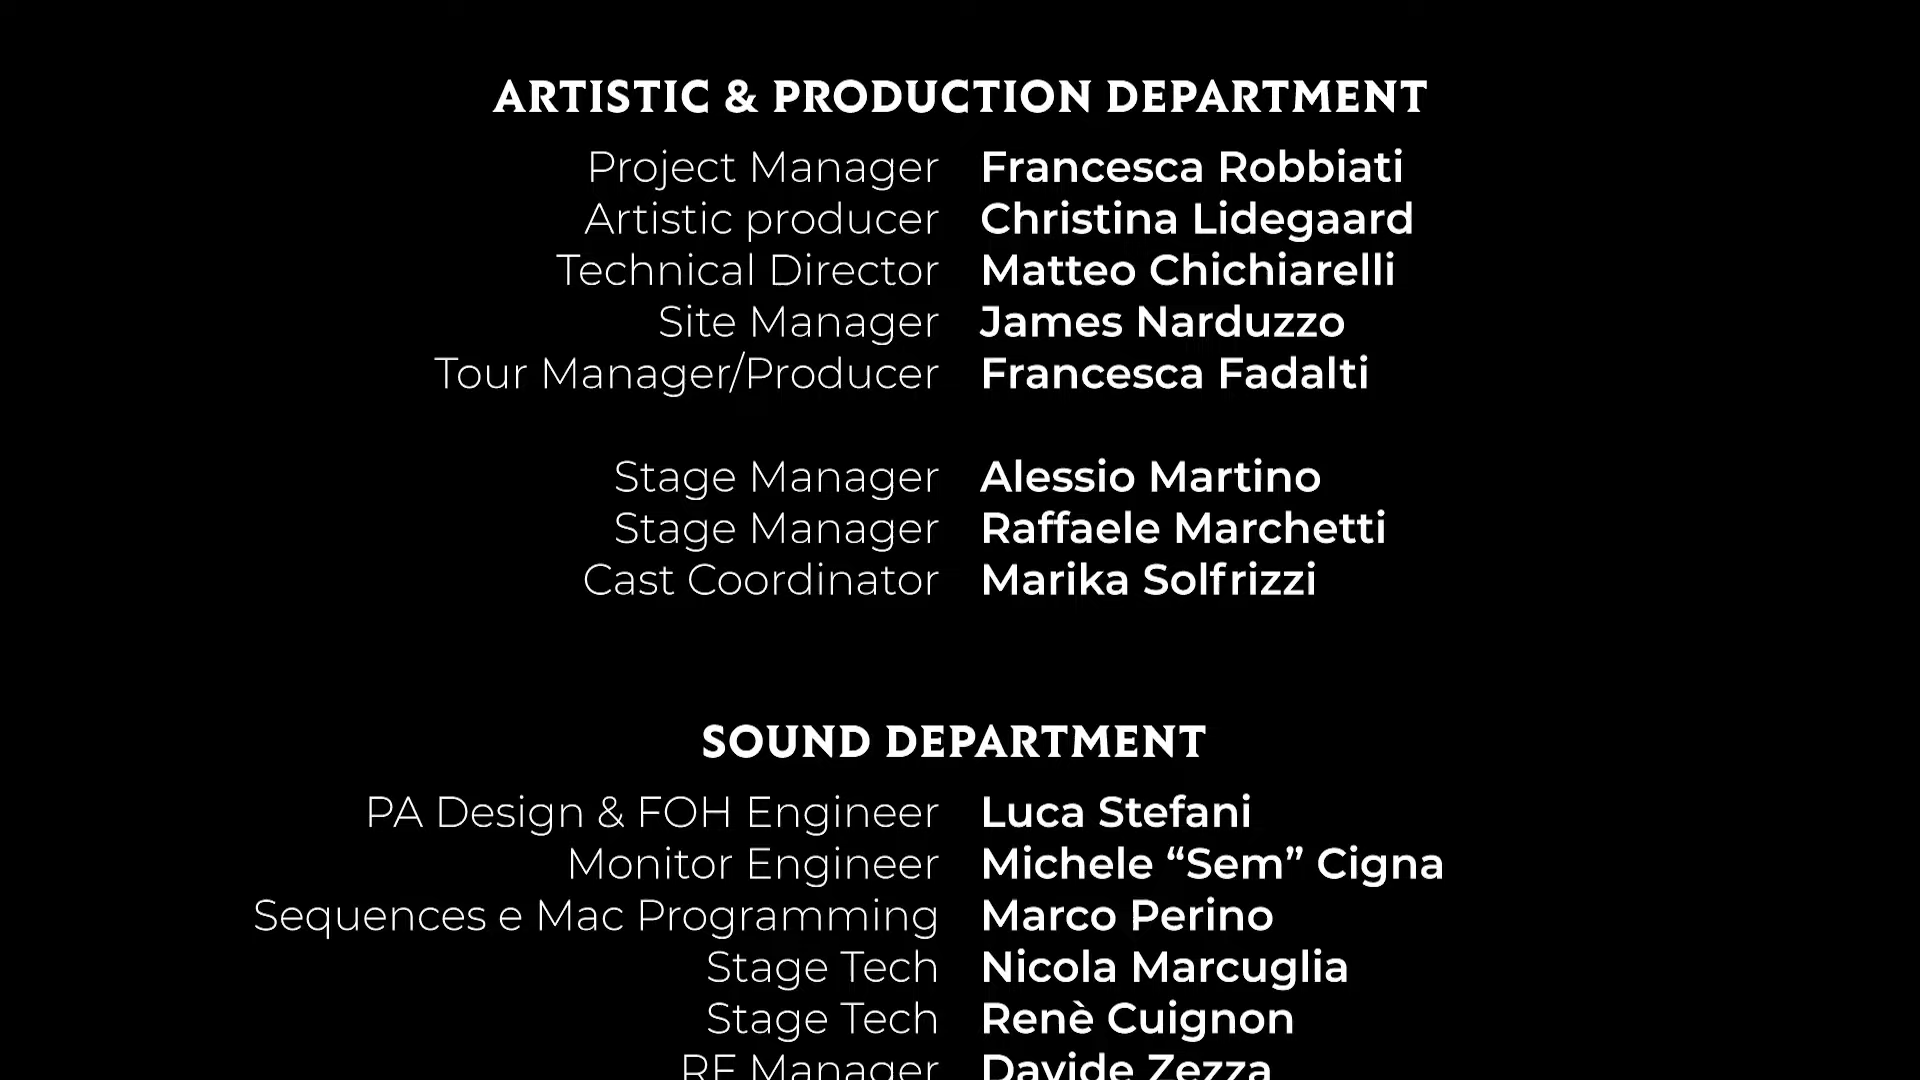 ARTISTIC & PRODUCTION DEPARTMENT
Project Manager Francesca Robbiati
Artistic producer Christina Lidegaard
Technical Director Matteo Chichiarelli
Site Manager James Narduzzo
Tour Manager/Producer Francesca Fadalti
Stage Manager Alessio Martino
Stage Manager Raffaele Marchetti
Cast Coordinator Marika Solfrizzi
SOUND DEPARTMENT
PA Design & FOH Engineer Luca Stefani
Monitor Engineer Michele “Sem” Cigna
Sequences e Mac Programming Marco Perino
Stage Tech Nicola Marcuglia
Stage Tech Renè Cuignon
RF Manager Davide Zezza